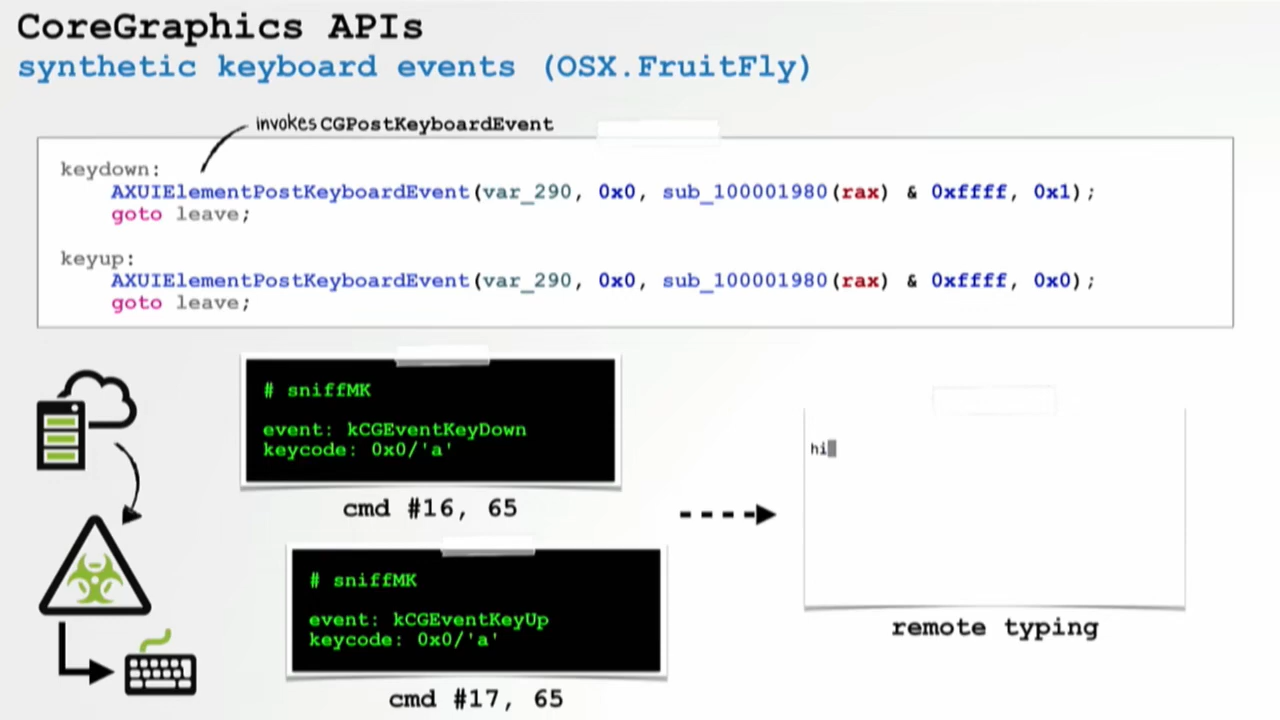 CoreGraphics APIs
synthetic keyboard events (OSX.FruitFly)
invokes CGPostKeyboardEvent
keydown:
AXUIElementPostKeyboardEvent(var_290, 0x0, sub_100001980(rax) & 0xffff, 0x1);
goto leave;
keyup:
AXUIElementPostKeyboardEvent(var_290, 0x0, sub_100001980(rax) & 0xffff, 0x0);
goto leave;
# sniffMK
event: kCGEventKeyDown
keycode: 0x0/'a'
cmd #16, 65
# sniffMK
event: kCGEventKeyUp
keycode: 0x0/'a'
cmd #17, 65
hi
remote typing